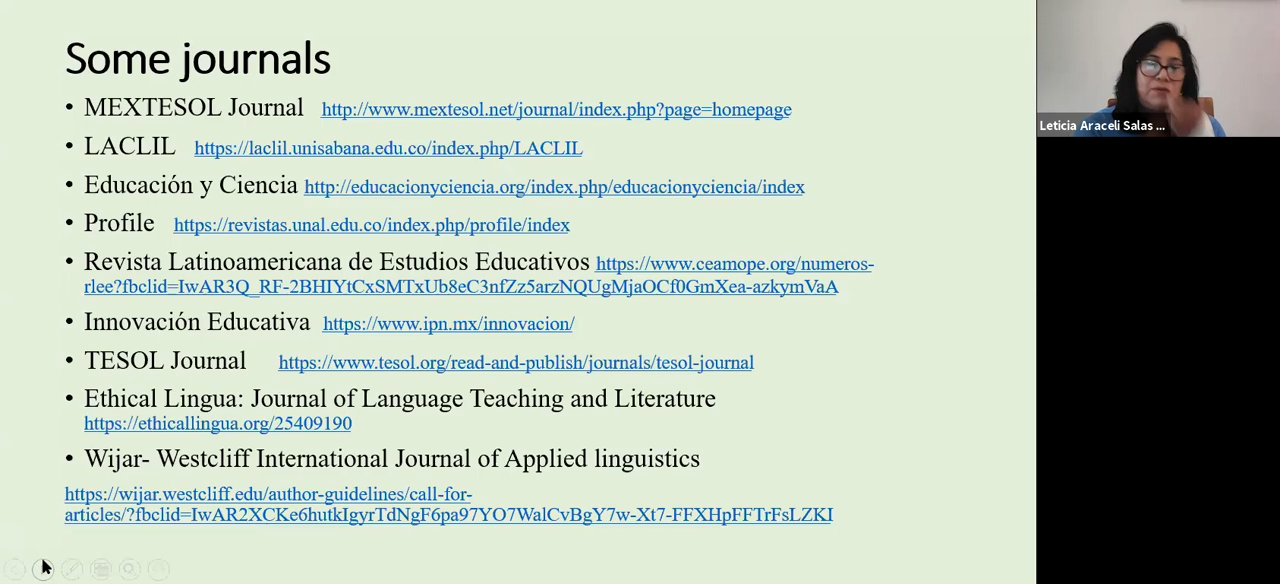 Some journals
• MEXTESOL Journal http://www.mextesol.net/journal/index.php?page=homepage
• LACLIL https://laclil.unisabana.edu.co/index.php/LACLIL
• Educación y Ciencia http://educacionyciencia.org/index.php/educacionyciencia/index
• Profile https://revistas.unal.edu.co/index.php/profile/index
• Revista Latinoamericana de Estudios Educativos https://www.ceamope.org/numeros-
rlee?fbclid=IwAR3Q_RF-2BHIYtCxSMTxUb8eC3nfZz5arzNQUgMjaOCf0GmXea-azkymVaA
• Innovación Educativa https://www.ipn.mx/innovacion/
• TESOL Journal https://www.tesol.org/read-and-publish/journals/tesol-journal
• Ethical Lingua: Journal of Language Teaching and Literature
https://ethicallingua.org/25409190
• Wijar- Westcliff International Journal of Applied linguistics
https://wijar.westcliff.edu/author-guidelines/call-for-
articles/?fbclid=IwAR2XCKe6hutkIgyrTdNgF6pa97YO7WalCvBgY7w-Xt7-FFXHpFFTrFsLZKI
Leticia Araceli Salas ...